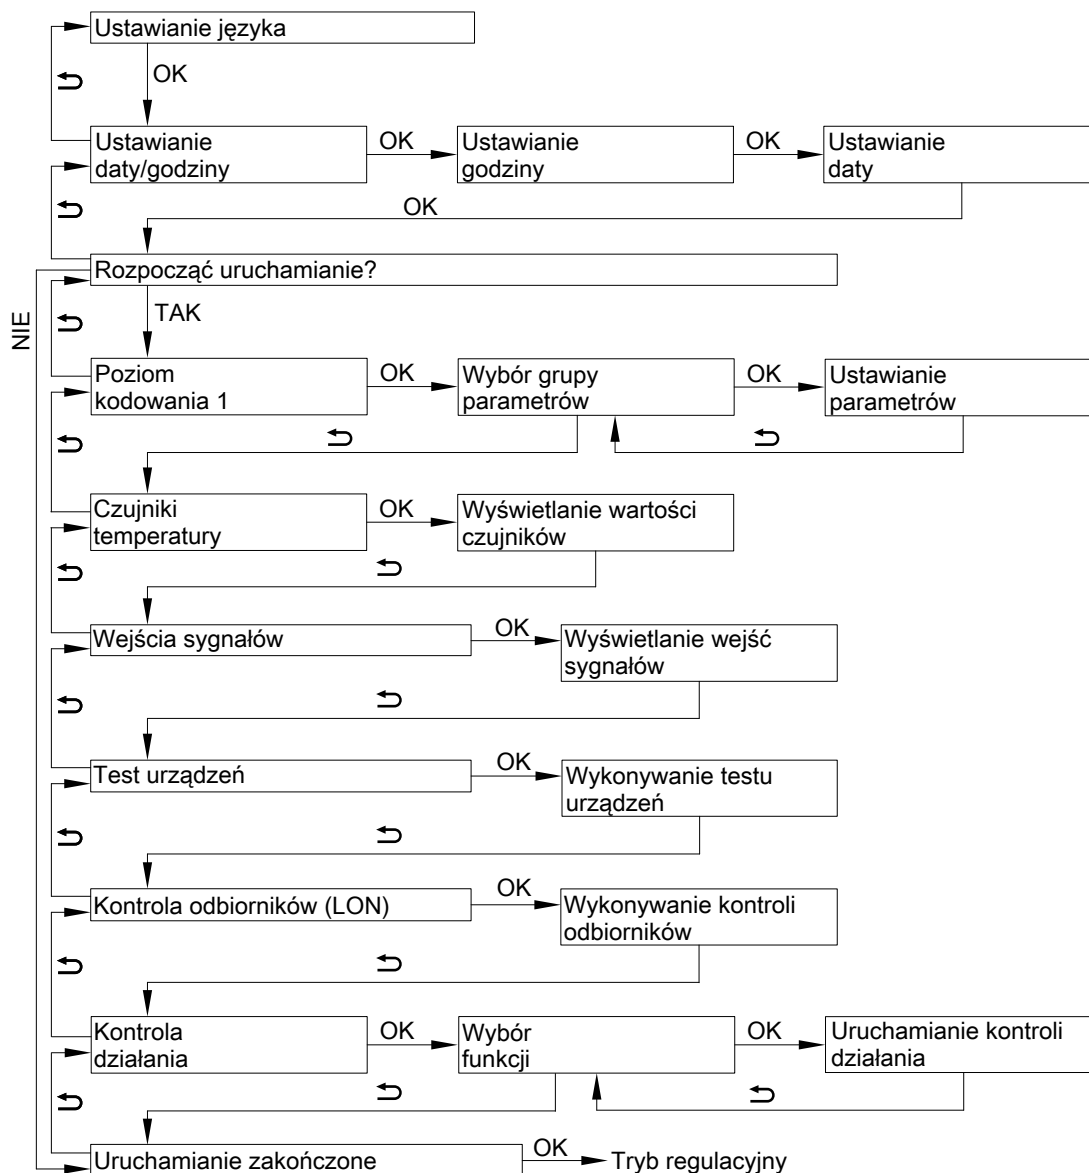 Ustawianie języka
OK
Ustawianie
daty/godziny
OK
Ustawianie
godziny
OK
Ustawianie
daty
OK
Rozpocząć uruchamianie?
NIE
TAK
Poziom
kodowania 1
OK
Wybór grupy
parametrów
OK
Ustawianie
parametrów
Czujniki
temperatury
OK
Wyświetlanie wartości
czujników
Wejścia sygnałów
OK
Wyświetlanie wejść
sygnałów
Test urządzeń
OK
Wykonywanie testu
urządzeń
Kontrola odbiorników (LON)
OK
Wykonywanie kontroli
odbiorników
Kontrola
działania
OK
Wybór
funkcji
OK
Uruchamianie kontroli
działania
Uruchamianie zakończone
OK
Tryb regulacyjny